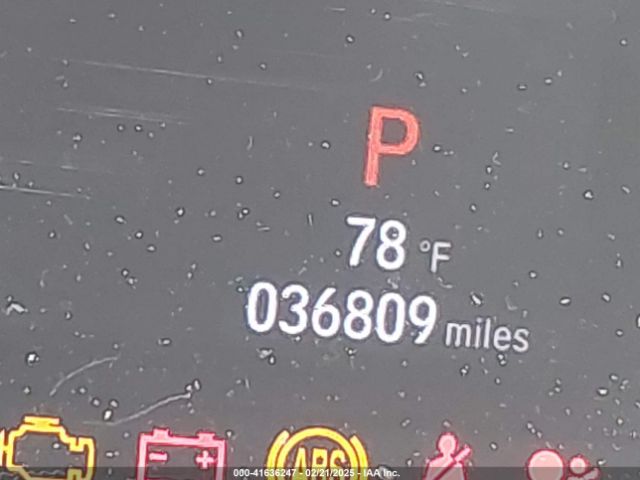 P
78 °F
036809 miles
ABS
000-41636247 - 02/21/2025 - IAA Inc.